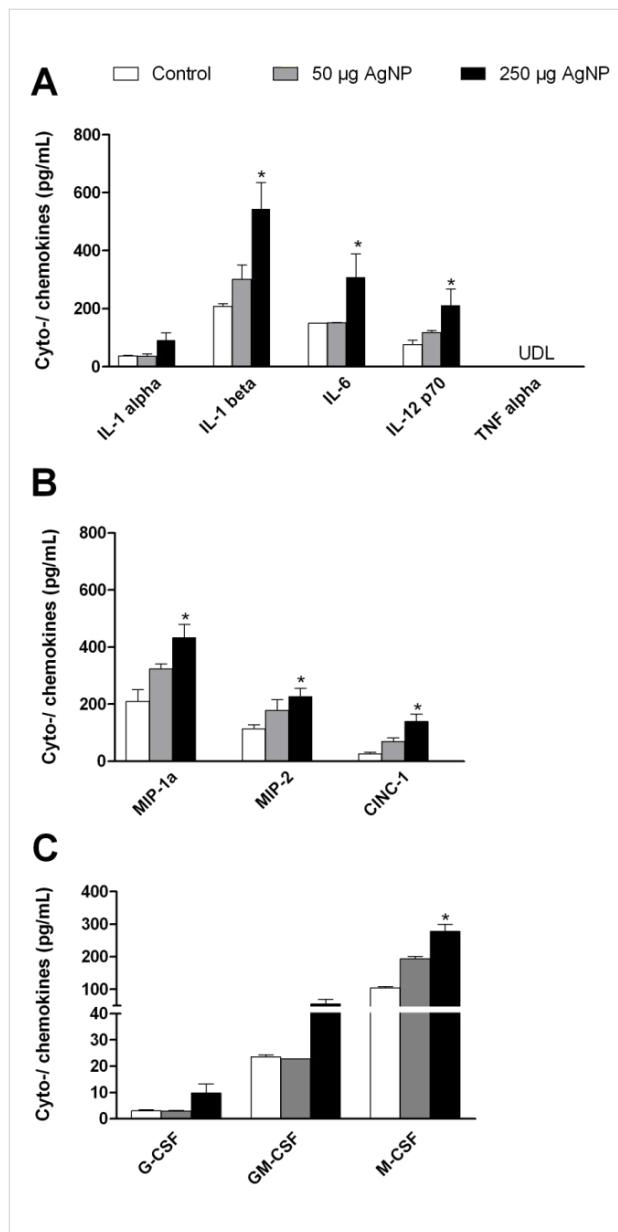 A
Control 50 µg AgNP 250 µg AgNP
Cyto-/ chemokines (pg/mL)
800
600
400
200
0
*
*
*
UDL
IL-1 alpha
IL-1 beta
IL-6
IL-12 p70
TNF alpha
B
Cyto-/ chemokines (pg/mL)
800
600
400
200
0
*
*
*
MIP-1a
MIP-2
CINC-1
C
Cyto-/ chemokines (pg/mL)
400
300
200
100
40
30
20
10
0
*
G-CSF
GM-CSF
M-CSF